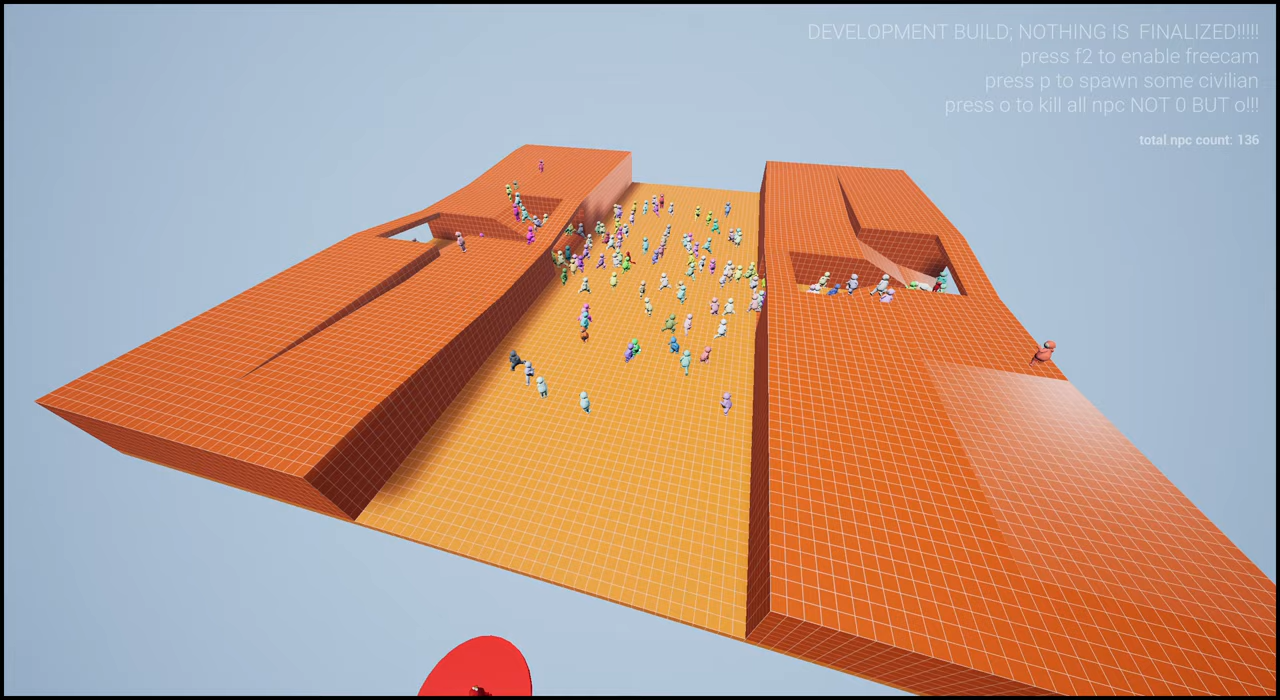 DEVELOPMENT BUILD; NOTHING IS  FINALIZED!!!!!
press f2 to enable freecam
press p to spawn some civilian
press o to kill all npc NOT 0 BUT o!!!
total npc count: 136